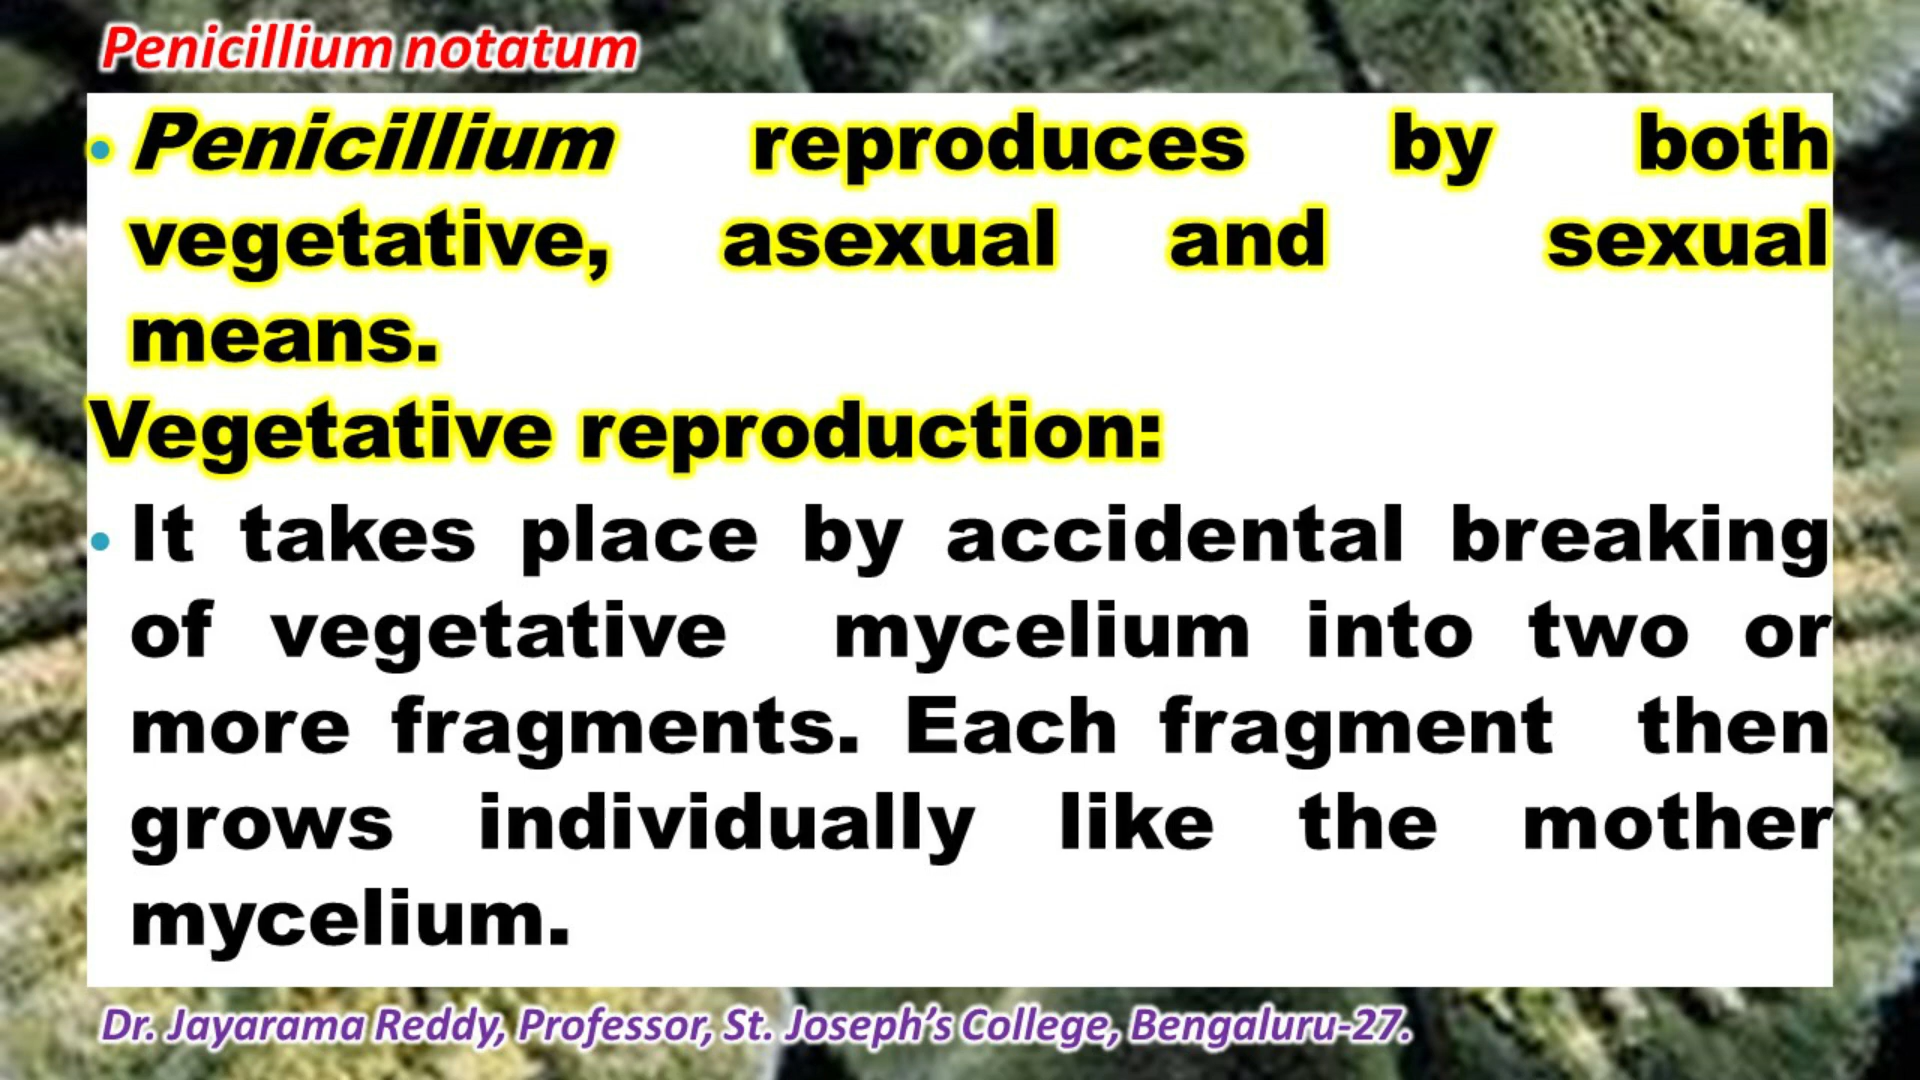 Penicillium notatum
• Penicillium reproduces by both
vegetative, asexual and sexual
means.
Vegetative reproduction:
• It takes place by accidental breaking
of vegetative mycelium into two or
more fragments. Each fragment then
grows individually like the mother
mycelium.
Dr. Jayarama Reddy, Professor, St. Joseph’s College, Bengaluru-27.